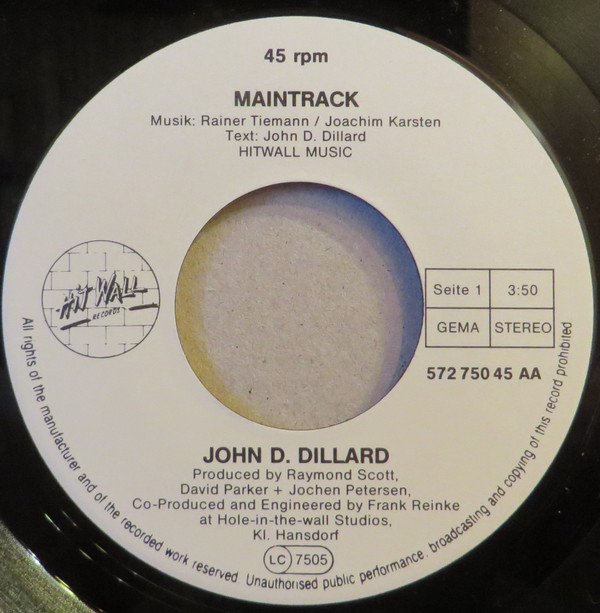 45 rpm
MAINTRACK
Musik: Rainer Tiemann / Joachim Karsten
Text: John D. Dillard
HITWALL MUSIC
HIT WALL
RECORDS
Seite 1
3:50
GEMA
STEREO
572 750 45 AA
JOHN D. DILLARD
Produced by Raymond Scott,
David Parker + Jochen Petersen,
Co-Produced and Engineered by Frank Reinke
at Hole-in-the-wall Studios,
Kl. Hansdorf
LC 7505
All rights of the manufacturer and of the recorded work reserved. Unauthorised public performance, broadcasting and copying of this record prohibited